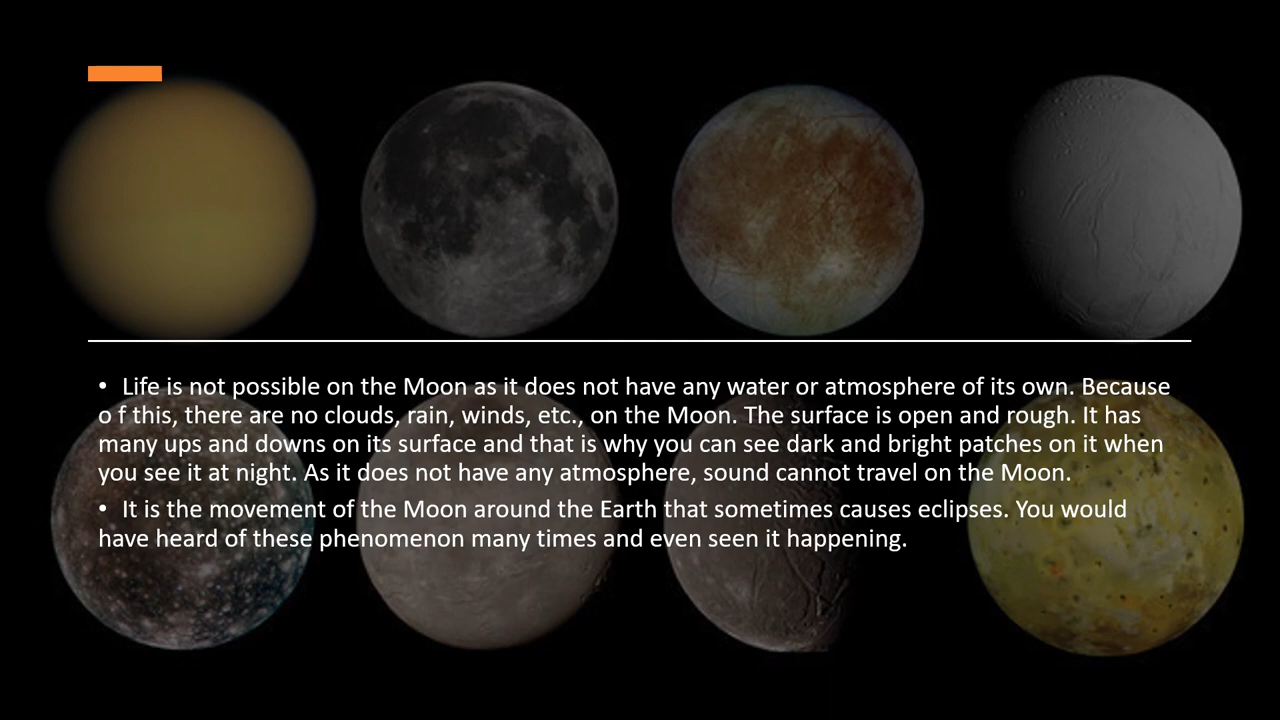 • Life is not possible on the Moon as it does not have any water or atmosphere of its own. Because
o f this, there are no clouds, rain, winds, etc., on the Moon. The surface is open and rough. It has
many ups and downs on its surface and that is why you can see dark and bright patches on it when
you see it at night. As it does not have any atmosphere, sound cannot travel on the Moon.
• It is the movement of the Moon around the Earth that sometimes causes eclipses. You would
have heard of these phenomenon many times and even seen it happening.